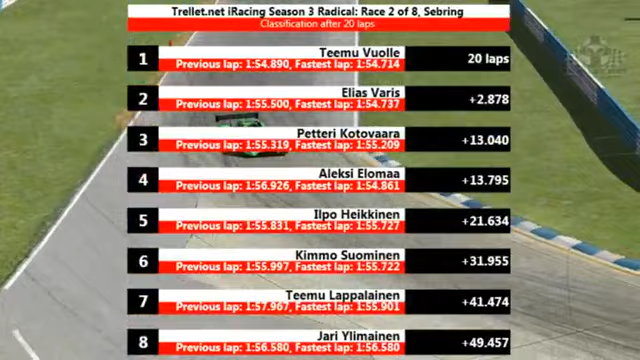 Trellet.net iRacing Season 3 Radical: Race 2 of 8, Sebring
Classification after 20 laps
1 Teemu Vuolle 20 laps
Previous lap: 1:54.890, Fastest lap: 1:54.714
2 Elias Varis +2.878
Previous lap: 1:55.500, Fastest lap: 1:54.737
3 Petteri Kotovaara +13.040
Previous lap: 1:55.319, Fastest lap: 1:55.209
4 Aleksi Elomaa +13.795
Previous lap: 1:56.926, Fastest lap: 1:54.861
5 Ilpo Heikkinen +21.634
Previous lap: 1:55.831, Fastest lap: 1:55.727
6 Kimmo Suominen +31.955
Previous lap: 1:55.997, Fastest lap: 1:55.722
7 Teemu Lappalainen +41.474
Previous lap: 1:57.967, Fastest lap: 1:55.901
8 Jari Ylimainen +49.457
Previous lap: 1:56.580, Fastest lap: 1:56.580